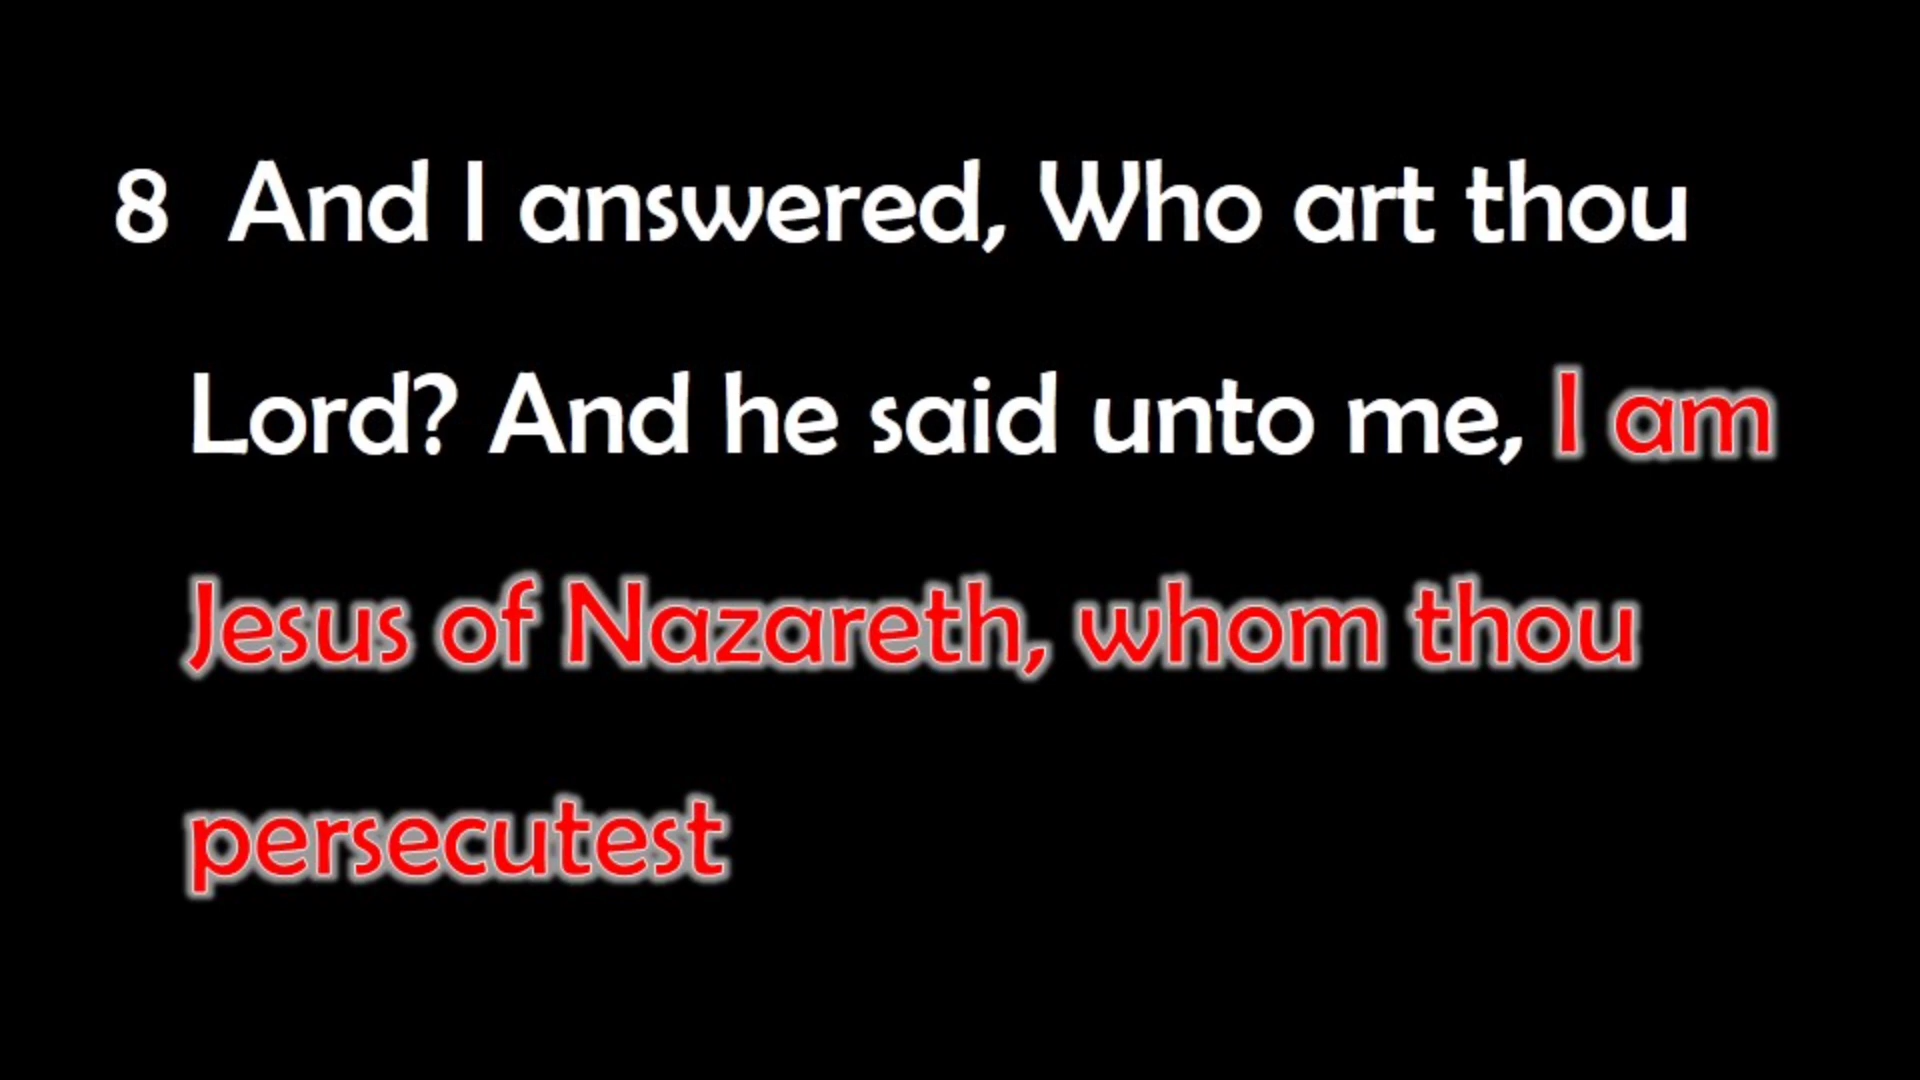 8 And I answered, Who art thou
Lord? And he said unto me, I am
Jesus of Nazareth, whom thou
persecutest